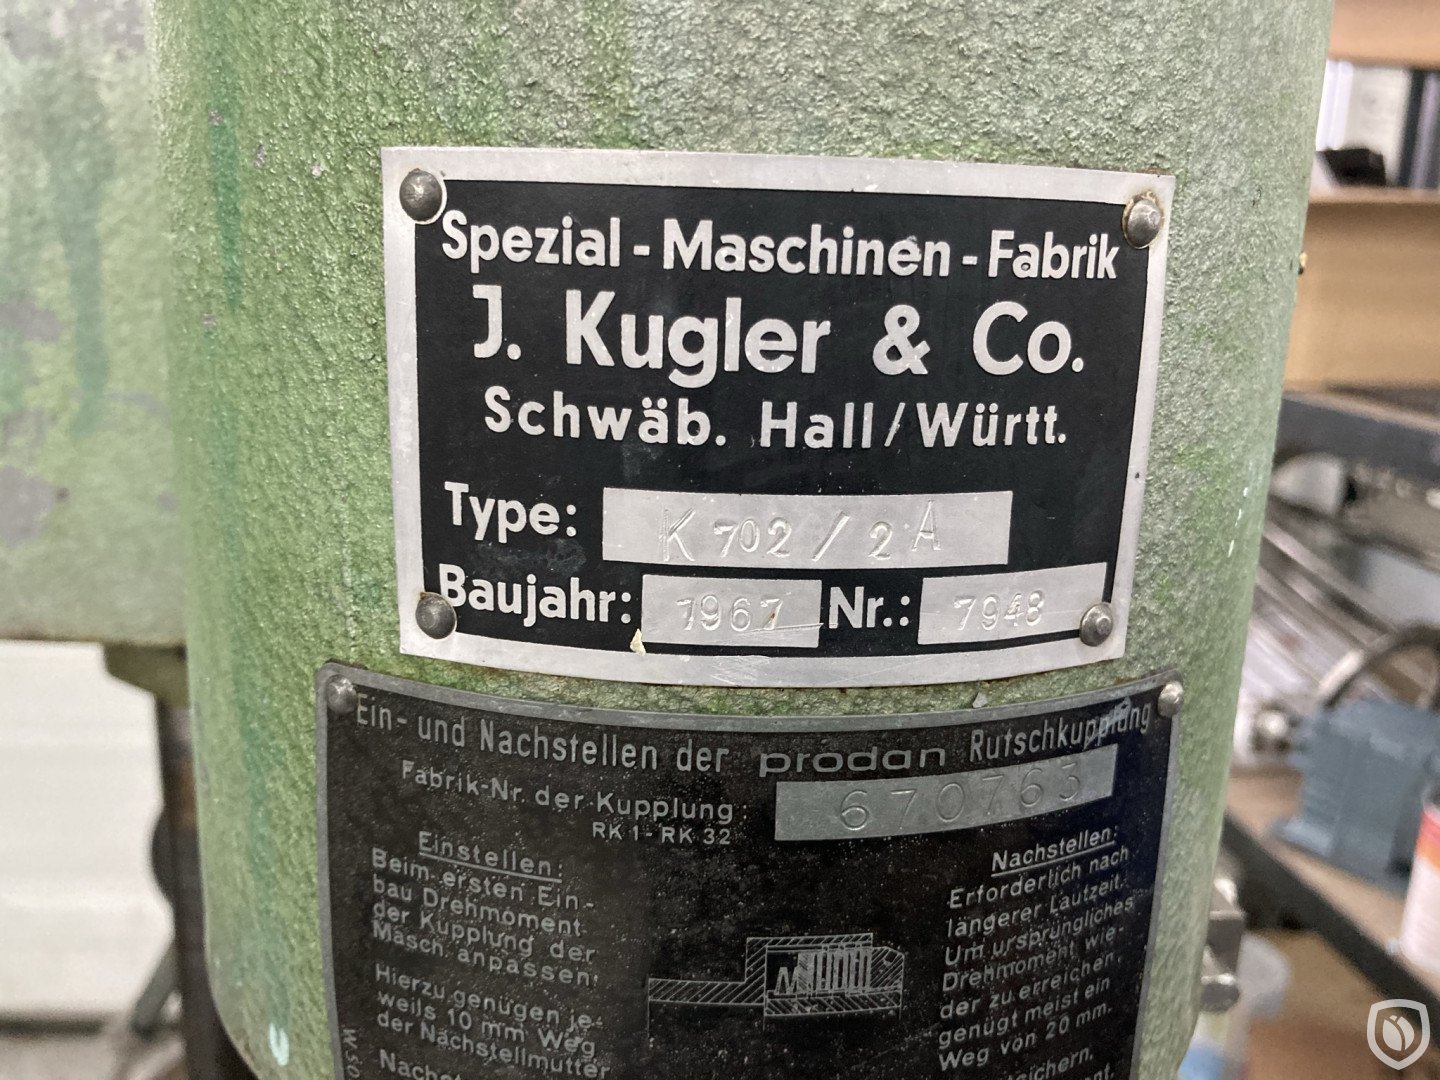 Spezial-Maschinen-Fabrik
J. Kugler & Co.
Schwäb. Hall/Württ.
Type: K 702 / 2 A
Baujahr: 1967 Nr.: 7948
Ein- und Nachstellen der prodan Rutschkupplung
Fabrik-Nr. der Kupplung: 670763
RK 1 - RK 32
Einstellen:
Beim ersten Ein-
bau Drehmoment
der Kupplung der
Masch. anpassen!
Hierzu genügen je-
weils 10 mm Weg
der Nachstellmutter
Nachstellen:
Erforderlich nach
längerer Laufzeit.
Um ursprüngliches
Drehmoment wie-
der zu erreichen,
genügt meist ein
Weg von 20 mm.